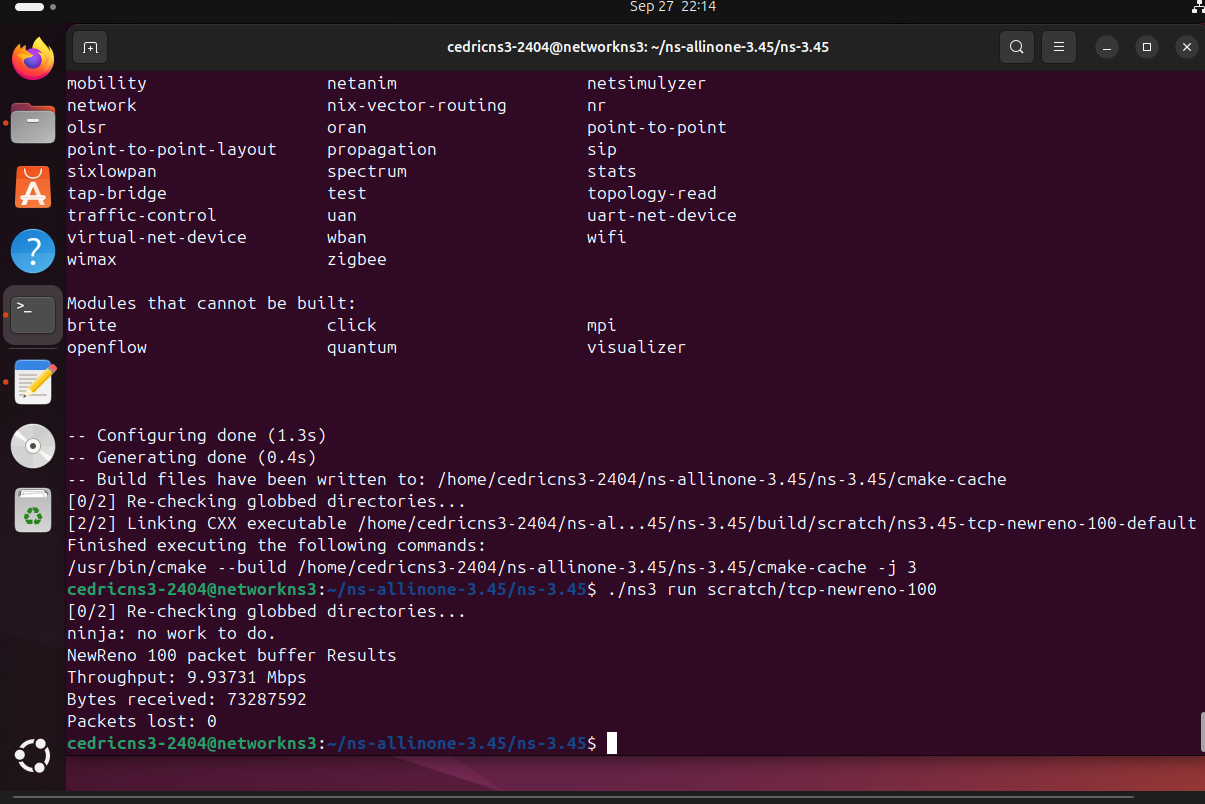 Sep 27 22:14
cedricns3-2404@networkns3: ~/ns-allinone-3.45/ns-3.45
mobility netanim netsimulyzer
network nix-vector-routing nr
olsr oran point-to-point
point-to-point-layout propagation sip
sixlowpan spectrum stats
tap-bridge test topology-read
traffic-control uan uart-net-device
virtual-net-device wban wifi
wimax zigbee
Modules that cannot be built:
brite click mpi
openflow quantum visualizer
-- Configuring done (1.3s)
-- Generating done (0.4s)
-- Build files have been written to: /home/cedricns3-2404/ns-allinone-3.45/ns-3.45/cmake-cache
[0/2] Re-checking globbed directories...
[2/2] Linking CXX executable /home/cedricns3-2404/ns-al...45/ns-3.45/build/scratch/ns3.45-tcp-newreno-100-default
Finished executing the following commands:
/usr/bin/cmake --build /home/cedricns3-2404/ns-allinone-3.45/ns-3.45/cmake-cache -j 3
cedricns3-2404@networkns3:~/ns-allinone-3.45/ns-3.45$ ./ns3 run scratch/tcp-newreno-100
[0/2] Re-checking globbed directories...
ninja: no work to do.
NewReno 100 packet buffer Results
Throughput: 9.93731 Mbps
Bytes received: 73287592
Packets lost: 0
cedricns3-2404@networkns3:~/ns-allinone-3.45/ns-3.45$